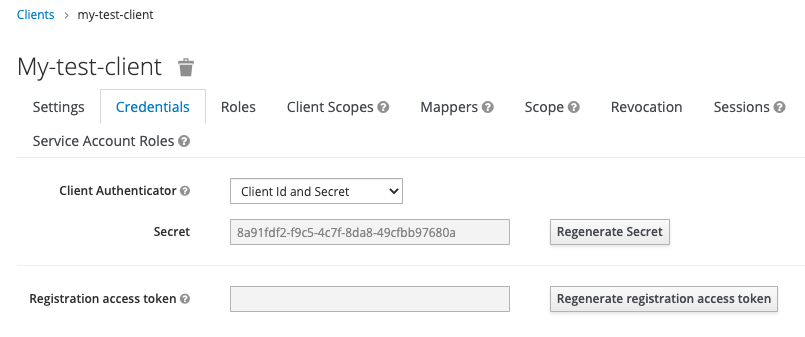 Clients > my-test-client
My-test-client
Settings Credentials Roles Client Scopes Mappers Scope Revocation Sessions
Service Account Roles
Client Authenticator Client Id and Secret
Secret 8a91fdf2-f9c5-4c7f-8da8-49cfbb97680a Regenerate Secret
Registration access token Regenerate registration access token